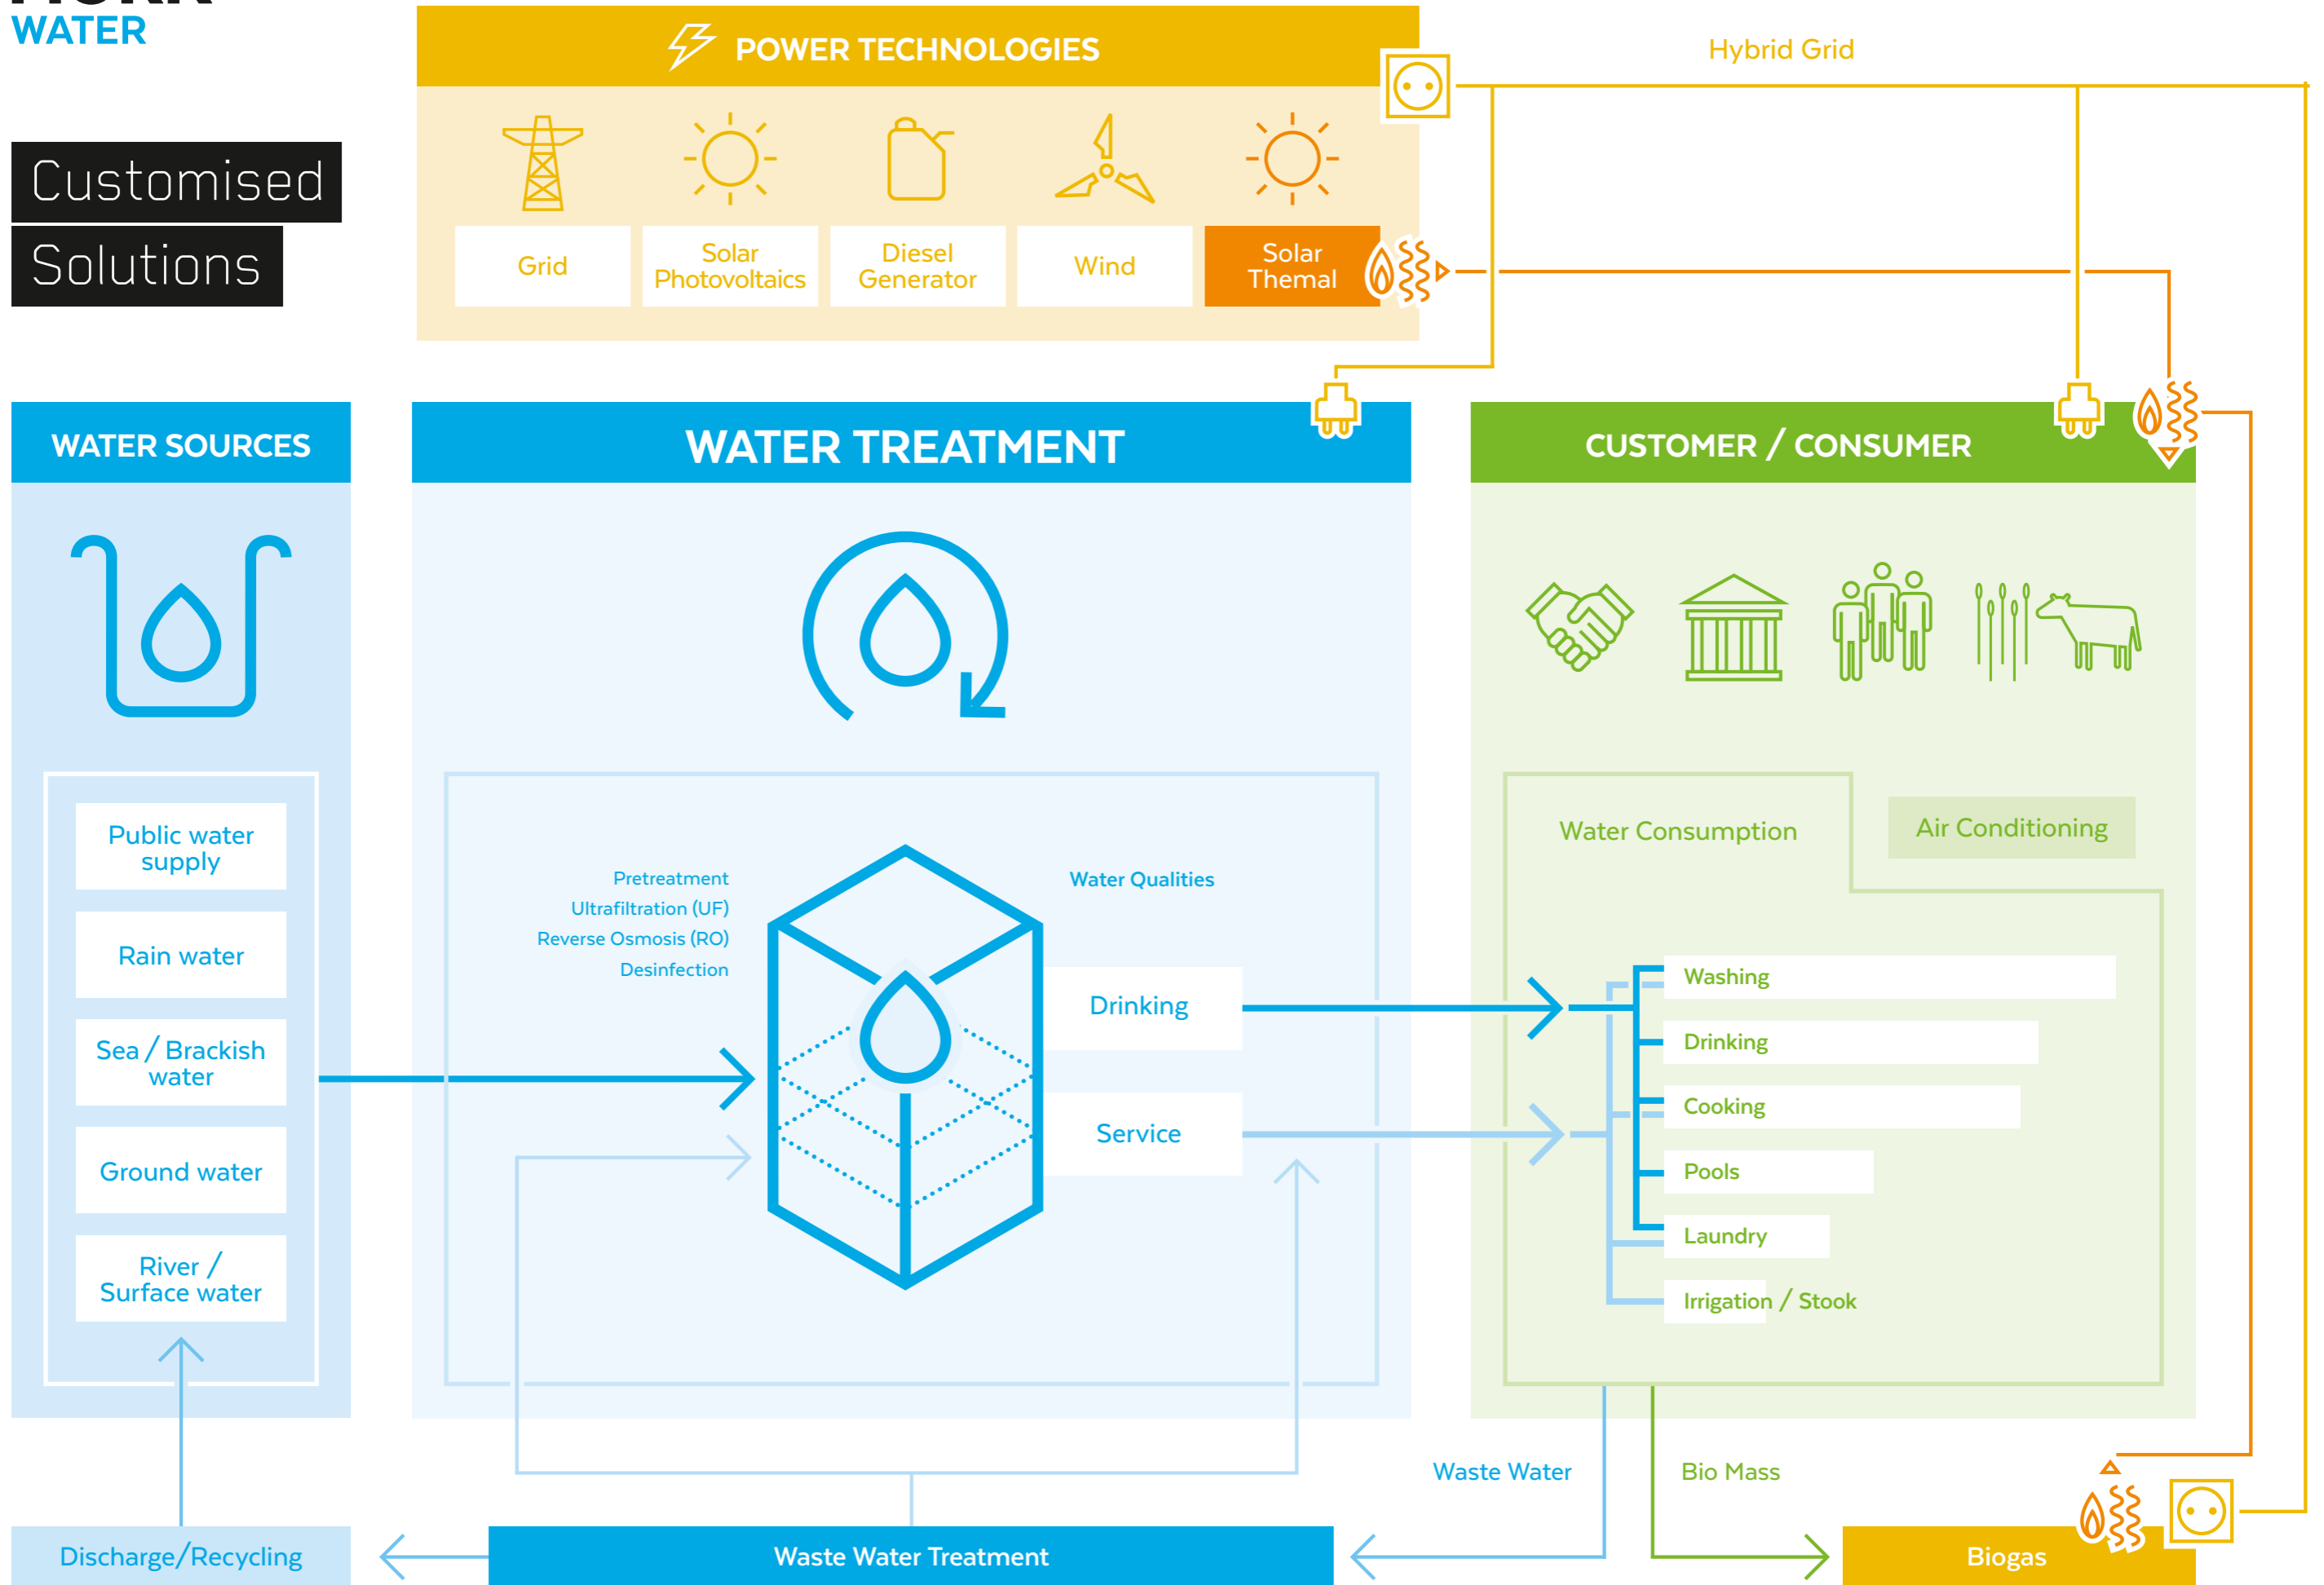 WATER
Customised
Solutions
POWER TECHNOLOGIES
Hybrid Grid
Grid
Solar
Photovoltaics
Diesel
Generator
Wind
Solar
Themal
WATER SOURCES
Public water
supply
Rain water
Sea / Brackish
water
Ground water
River /
Surface water
WATER TREATMENT
Pretreatment
Ultrafiltration (UF)
Reverse Osmosis (RO)
Desinfection
Water Qualities
Drinking
Service
CUSTOMER / CONSUMER
Water Consumption
Air Conditioning
Washing
Drinking
Cooking
Pools
Laundry
Irrigation / Stook
Waste Water
Bio Mass
Discharge/Recycling
Waste Water Treatment
Biogas